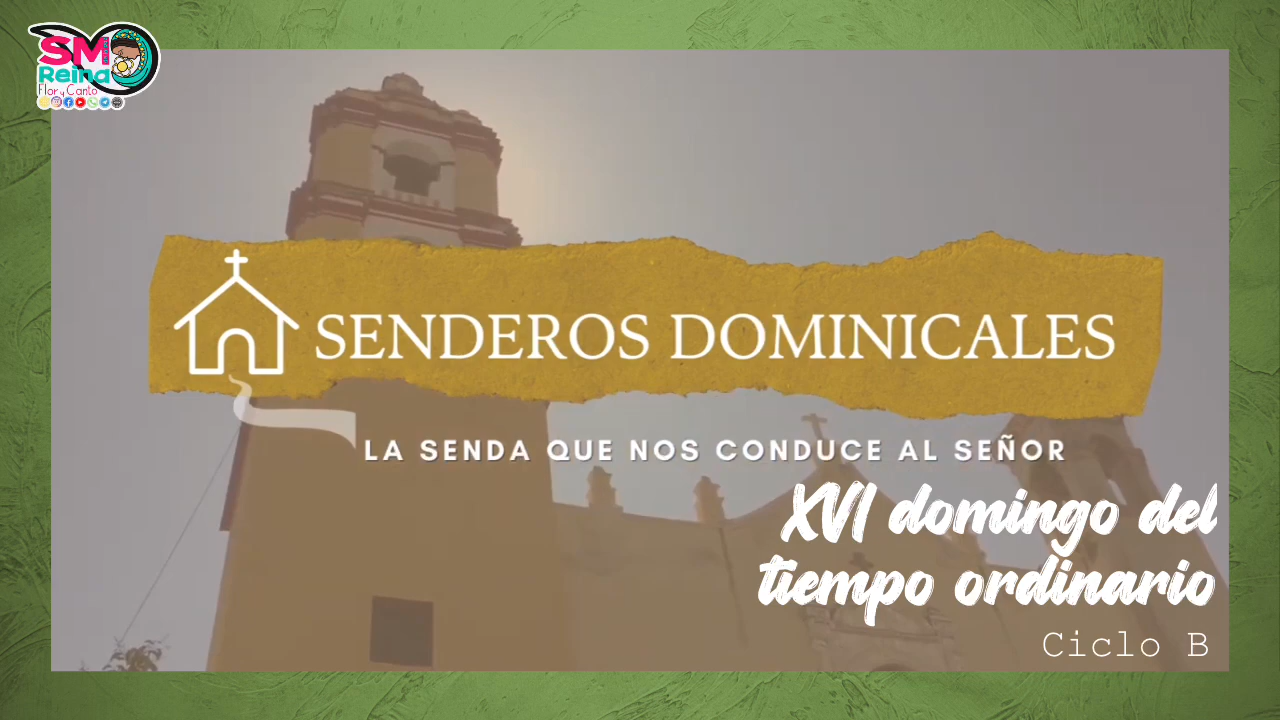 SM
Reina
Flor y Canto
SENDEROS DOMINICALES
LA SENDA QUE NOS CONDUCE AL SEÑOR
XVI domingo del
tiempo ordinario
Ciclo B